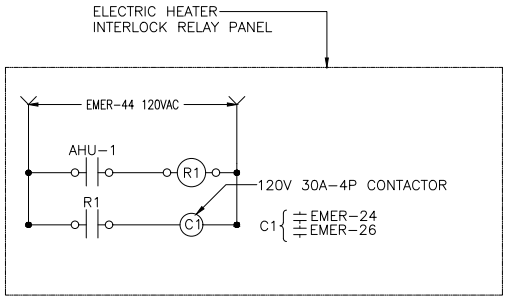 ELECTRIC HEATER
INTERLOCK RELAY PANEL
EMER-44 120VAC
AHU-1
R1
120V 30A-4P CONTACTOR
R1
C1
C1
EMER-24
EMER-26